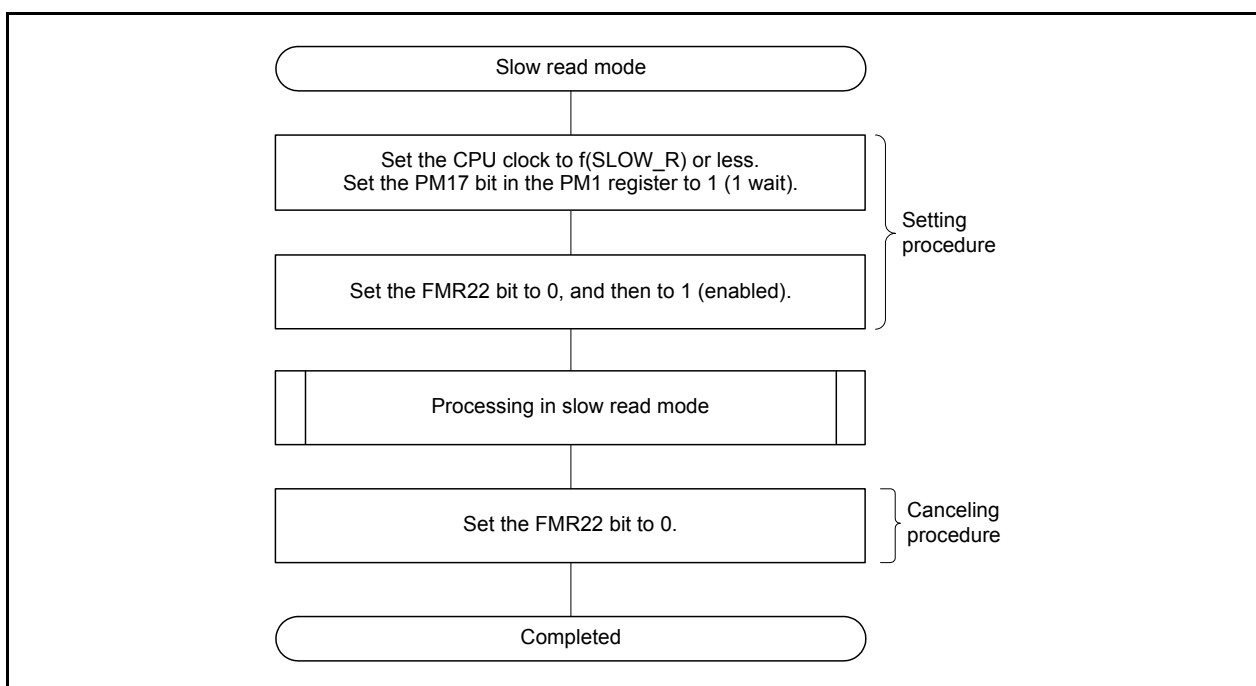 Slow read mode
Set the CPU clock to f(SLOW_R) or less.
Set the PM17 bit in the PM1 register to 1 (1 wait).
Setting
procedure
Set the FMR22 bit to 0, and then to 1 (enabled).
Processing in slow read mode
Set the FMR22 bit to 0.
Canceling
procedure
Completed